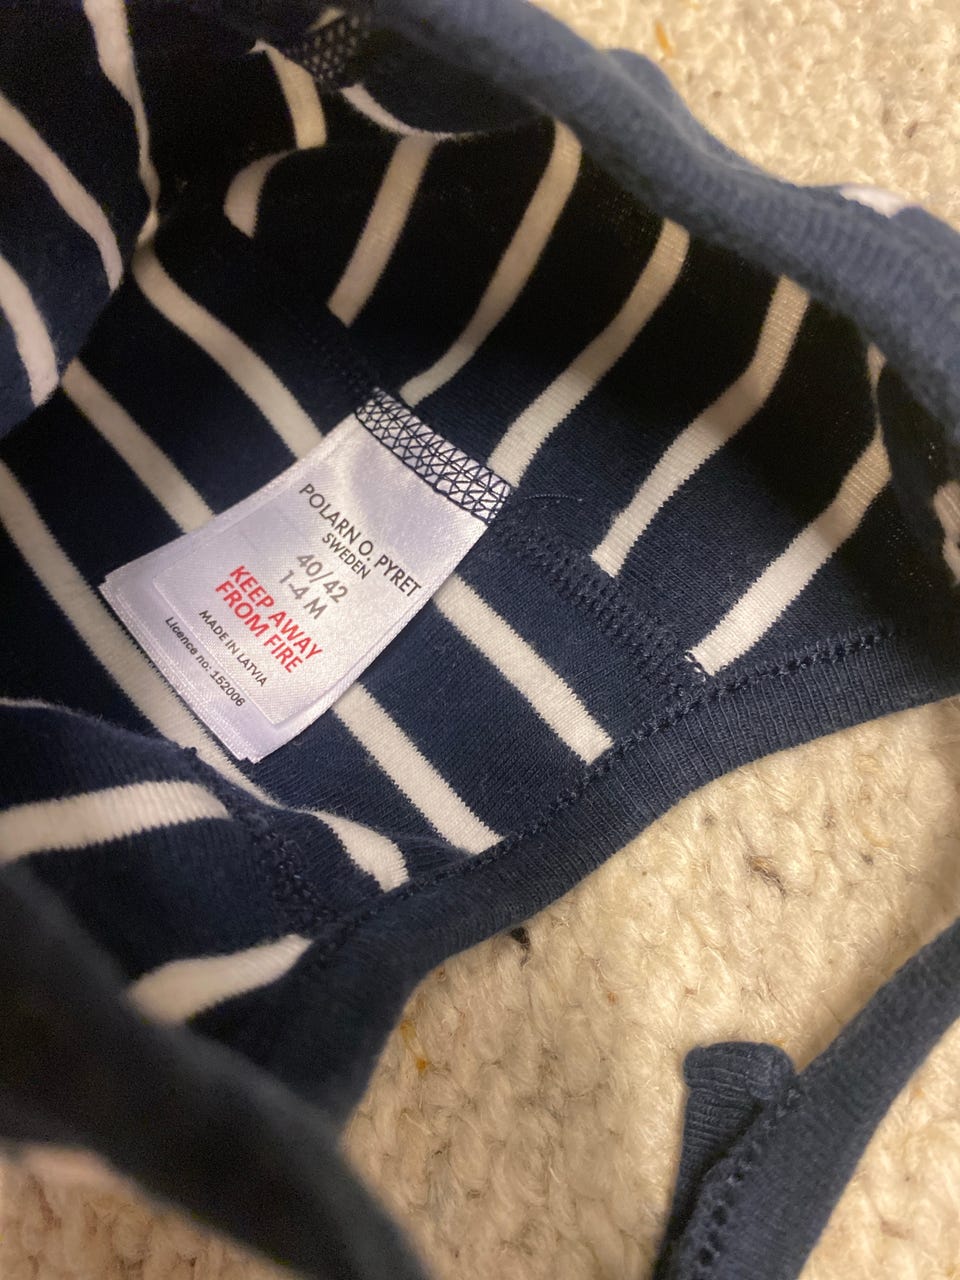 POLARN O. PYRET
SWEDEN
40/42
1-4 M
KEEP AWAY
FROM FIRE
MADE IN LATVIA
Licence no: 152006